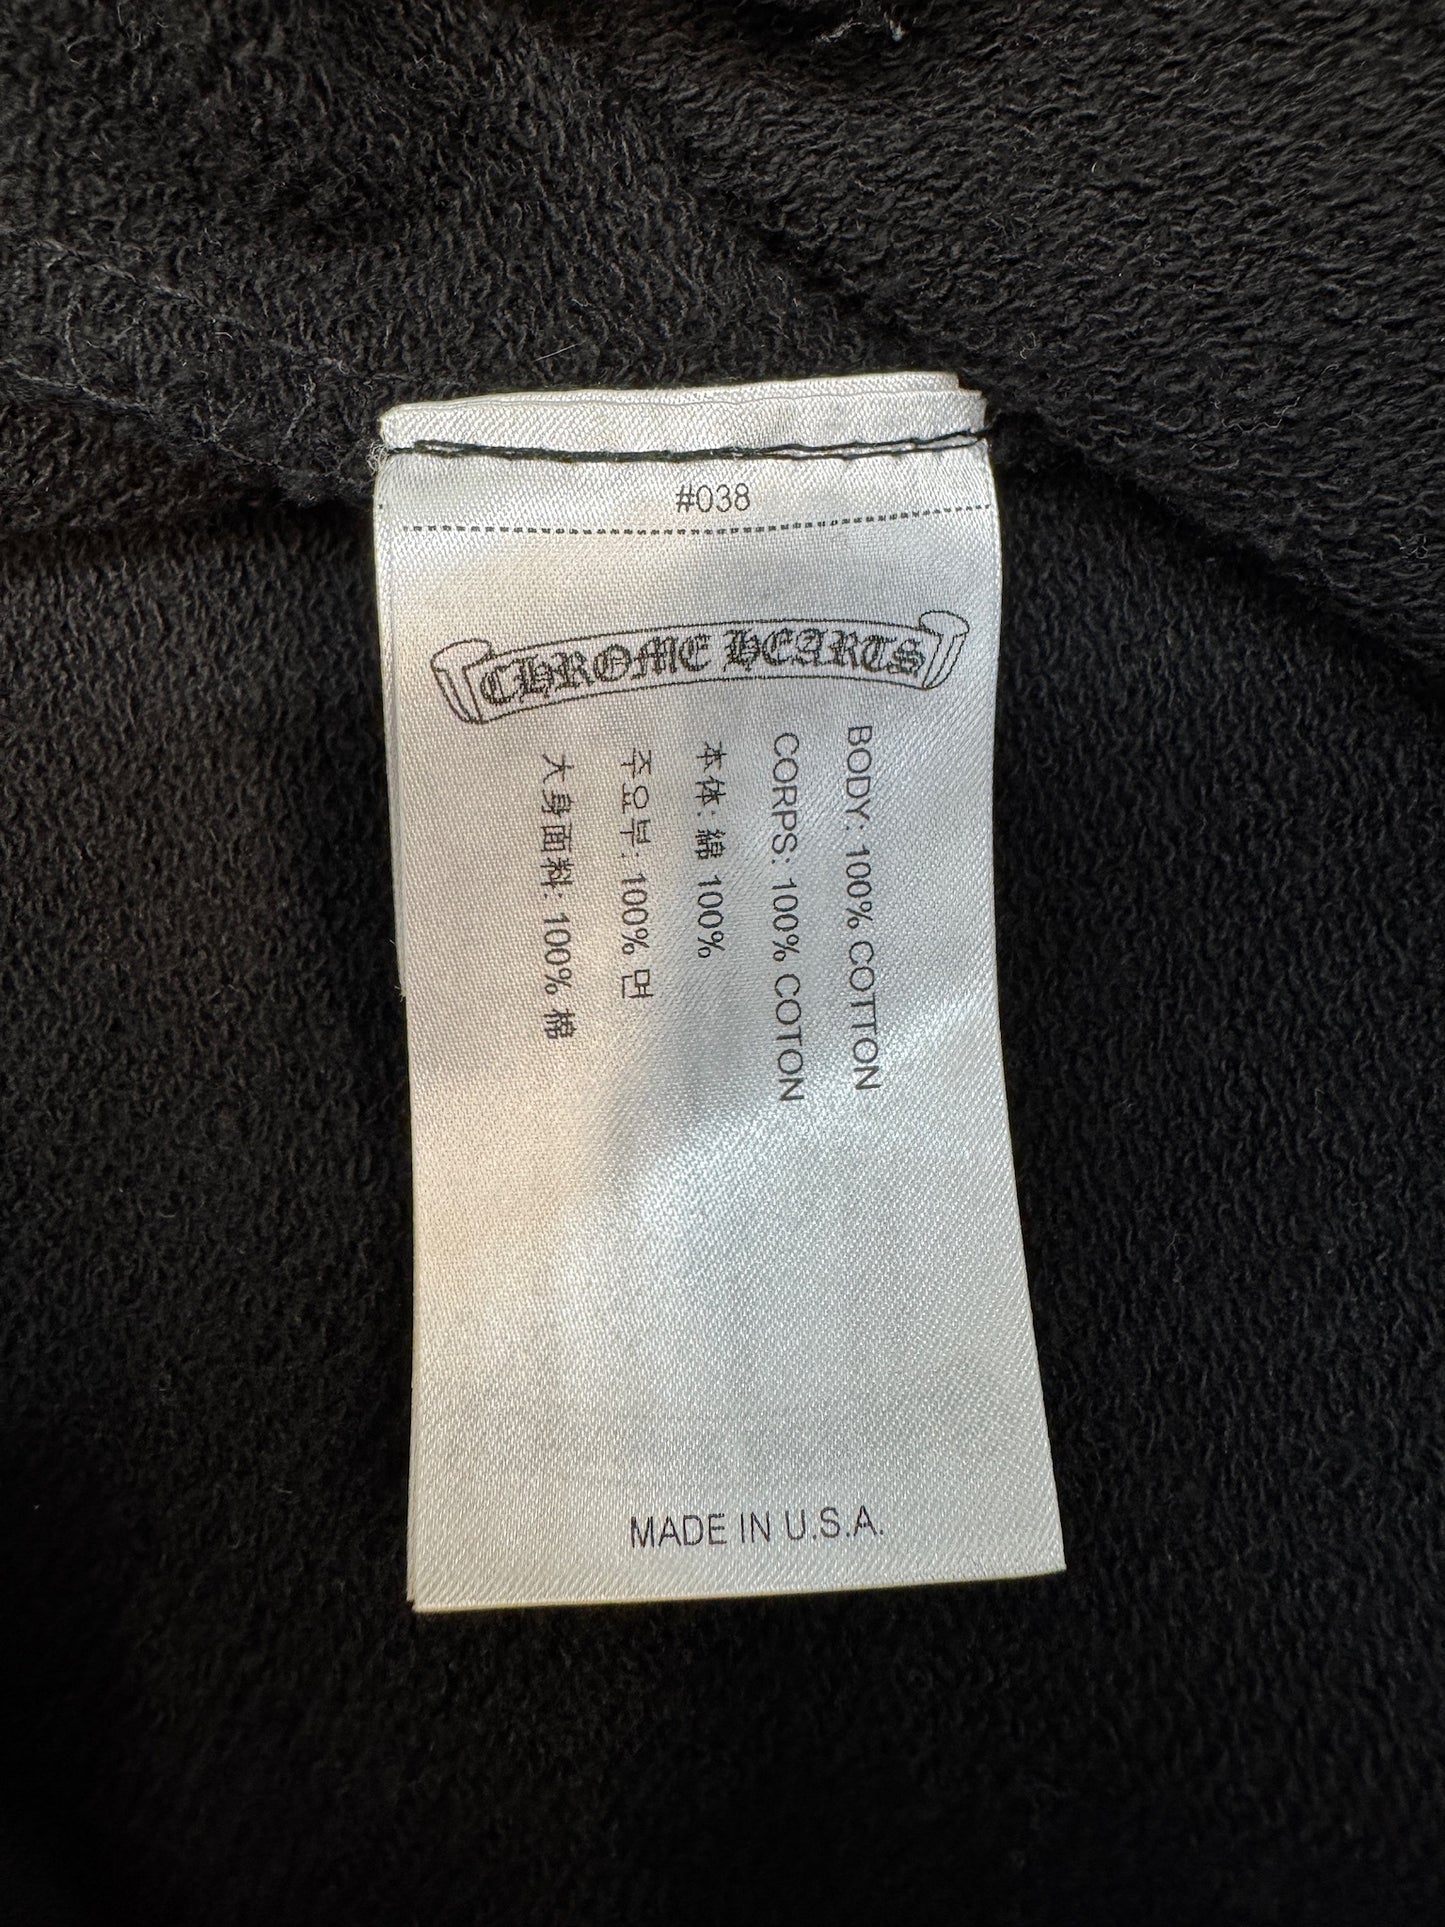 #038
CHROME HEARTS
BODY: 100% COTTON
CORPS: 100% COTON
本体: 綿 100%
주요부: 100% 면
大身面料: 100% 棉
MADE IN U.S.A.